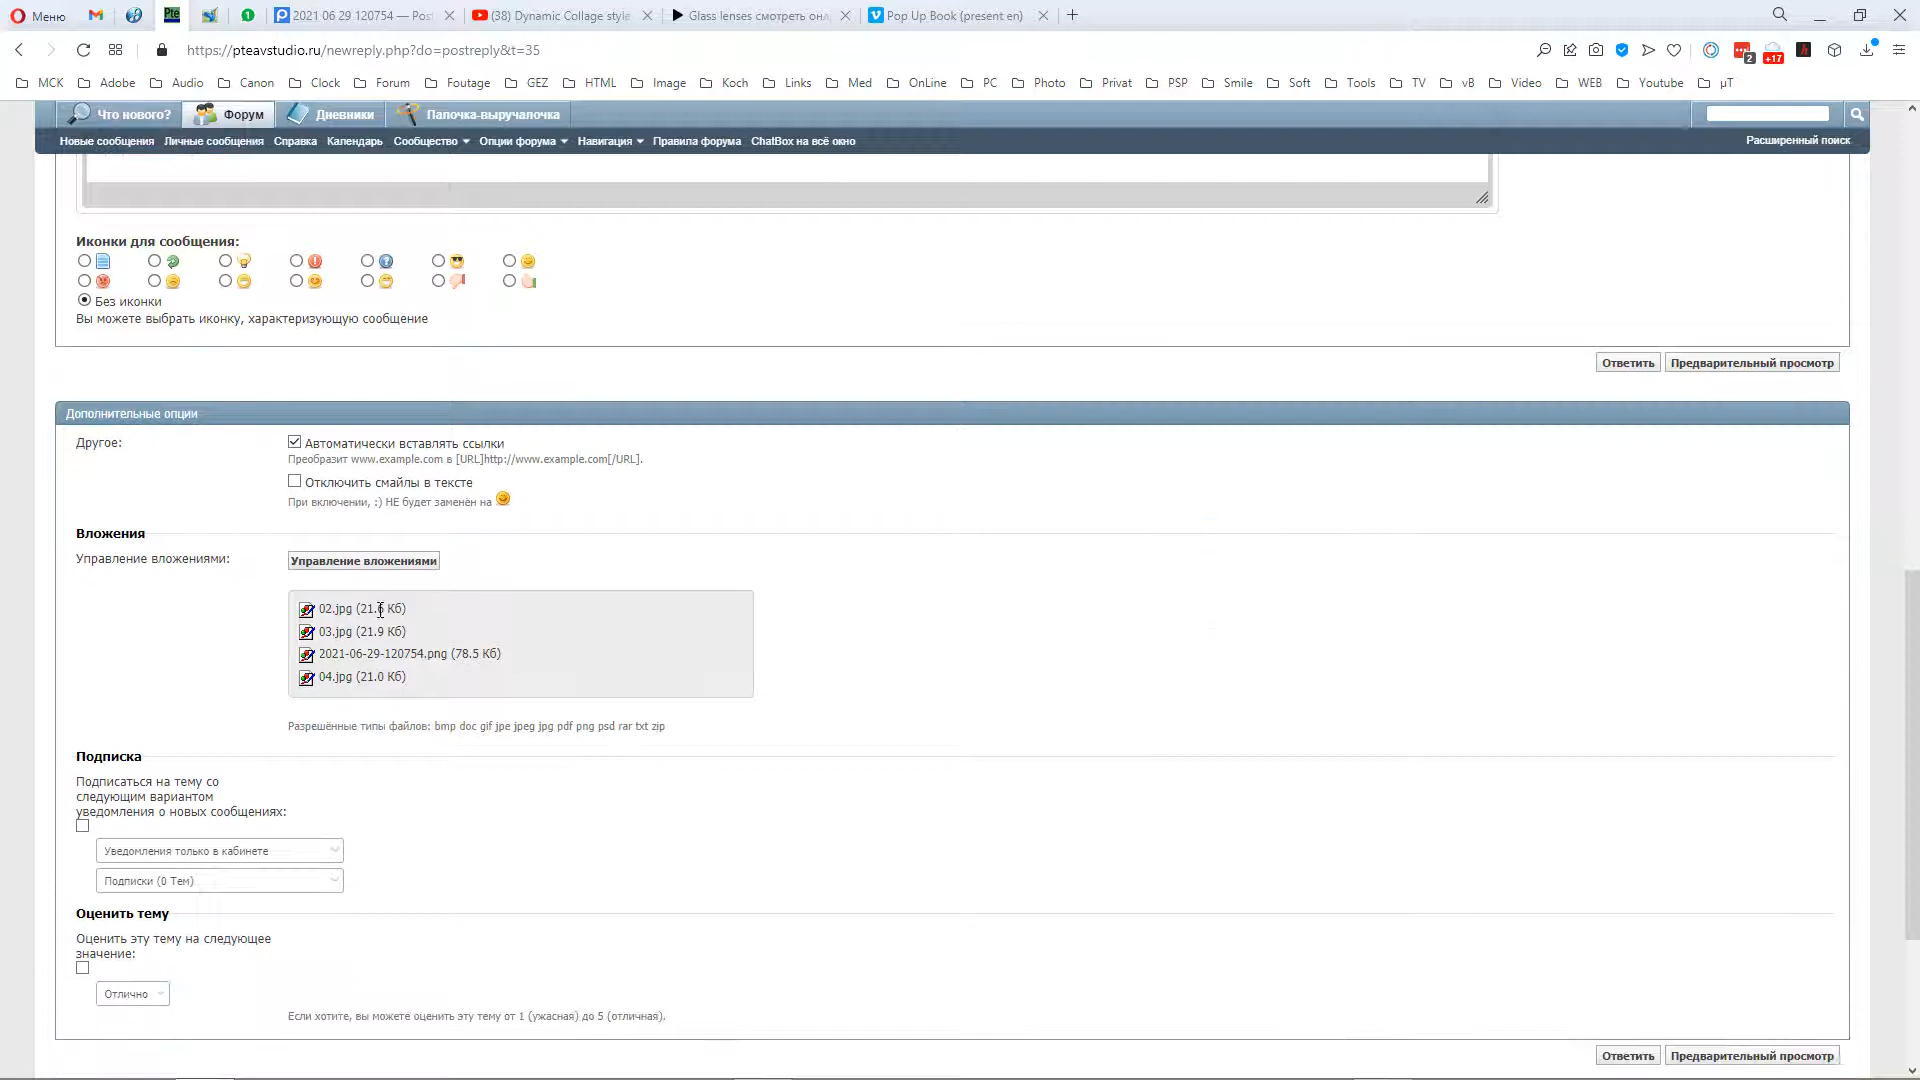 Меню
1
2021 06 29 120754 — Post
(38) Dynamic Collage style
Glass lenses смотреть онл
Pop Up Book (present en)
https://pteavstudio.ru/newreply.php?do=postreply&t=35
2
+17
МСК Adobe Audio Canon Clock Forum Foutage GEZ HTML Image Koch Links Med OnLine PC Photo Privat PSP Smile Soft Tools TV vB Video WEB Youtube µT
Что нового? Форум Дневники Палочка-выручалочка
Новые сообщения Личные сообщения Справка Календарь Сообщество Опции форума Навигация Правила форума ChatBox на всё окно Расширенный поиск
Иконки для сообщения:
Без иконки
Вы можете выбрать иконку, характеризующую сообщение
Ответить Предварительный просмотр
Дополнительные опции
Другое:
Автоматически вставлять ссылки
Преобразит www.example.com в [URL]http://www.example.com[/URL].
Отключить смайлы в тексте
При включении, :) НЕ будет заменён на
Вложения
Управление вложениями: Управление вложениями
02.jpg (21.6 Кб)
03.jpg (21.9 Кб)
2021-06-29-120754.png (78.5 Кб)
04.jpg (21.0 Кб)
Разрешённые типы файлов: bmp doc gif jpe jpeg jpg pdf png psd rar txt zip
Подписка
Подписаться на тему со
следующим вариантом
уведомления о новых сообщениях:
Уведомления только в кабинете
Подписки (0 Тем)
Оценить тему
Оценить эту тему на следующее
значение:
Отлично
Если хотите, вы можете оценить эту тему от 1 (ужасная) до 5 (отличная).
Ответить Предварительный просмотр